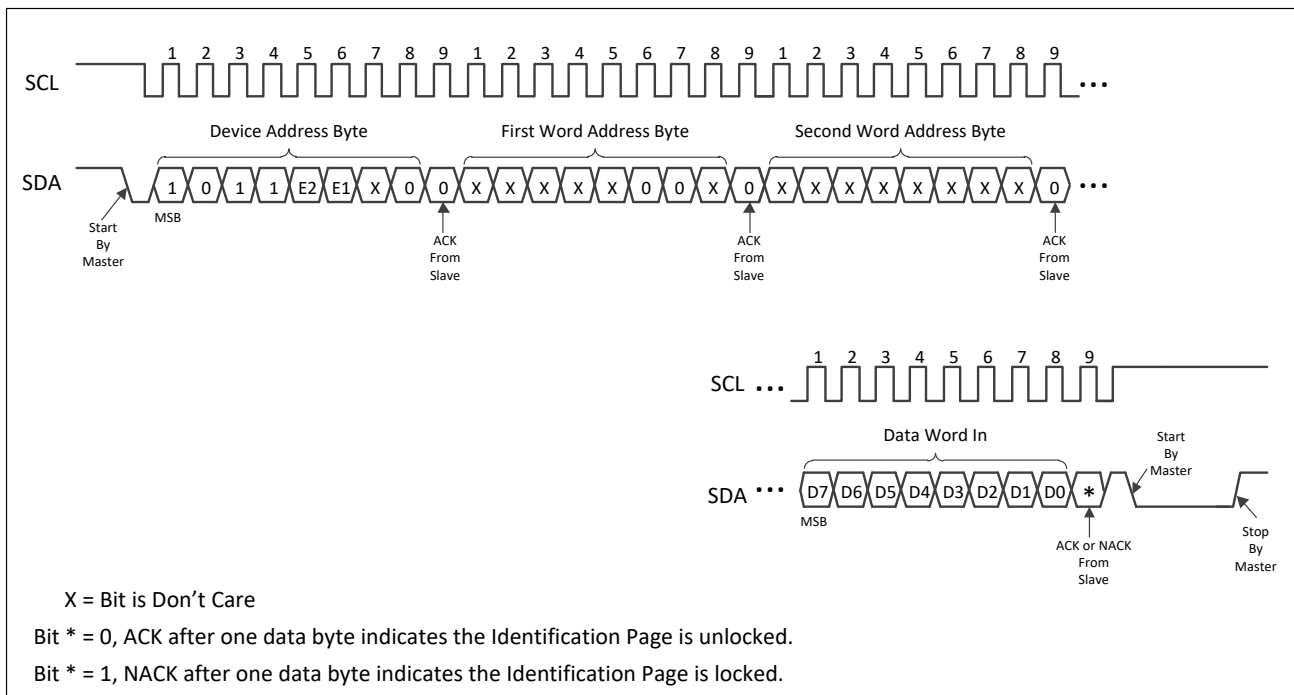 1 2 3 4 5 6 7 8 9 1 2 3 4 5 6 7 8 9 1 2 3 4 5 6 7 8 9
SCL ...
Device Address Byte First Word Address Byte Second Word Address Byte
SDA 1 0 1 1 E2 E1 X 0 0 X X X X X 0 0 X 0 X X X X X X X X 0 ...
MSB
Start
By
Master
ACK
From
Slave
ACK
From
Slave
ACK
From
Slave
1 2 3 4 5 6 7 8 9
SCL ...
Data Word In
Start
By
Master
SDA ... D7 D6 D5 D4 D3 D2 D1 D0 *
MSB
ACK or NACK
From
Slave
Stop
By
Master
X = Bit is Don’t Care
Bit * = 0, ACK after one data byte indicates the Identification Page is unlocked.
Bit * = 1, NACK after one data byte indicates the Identification Page is locked.